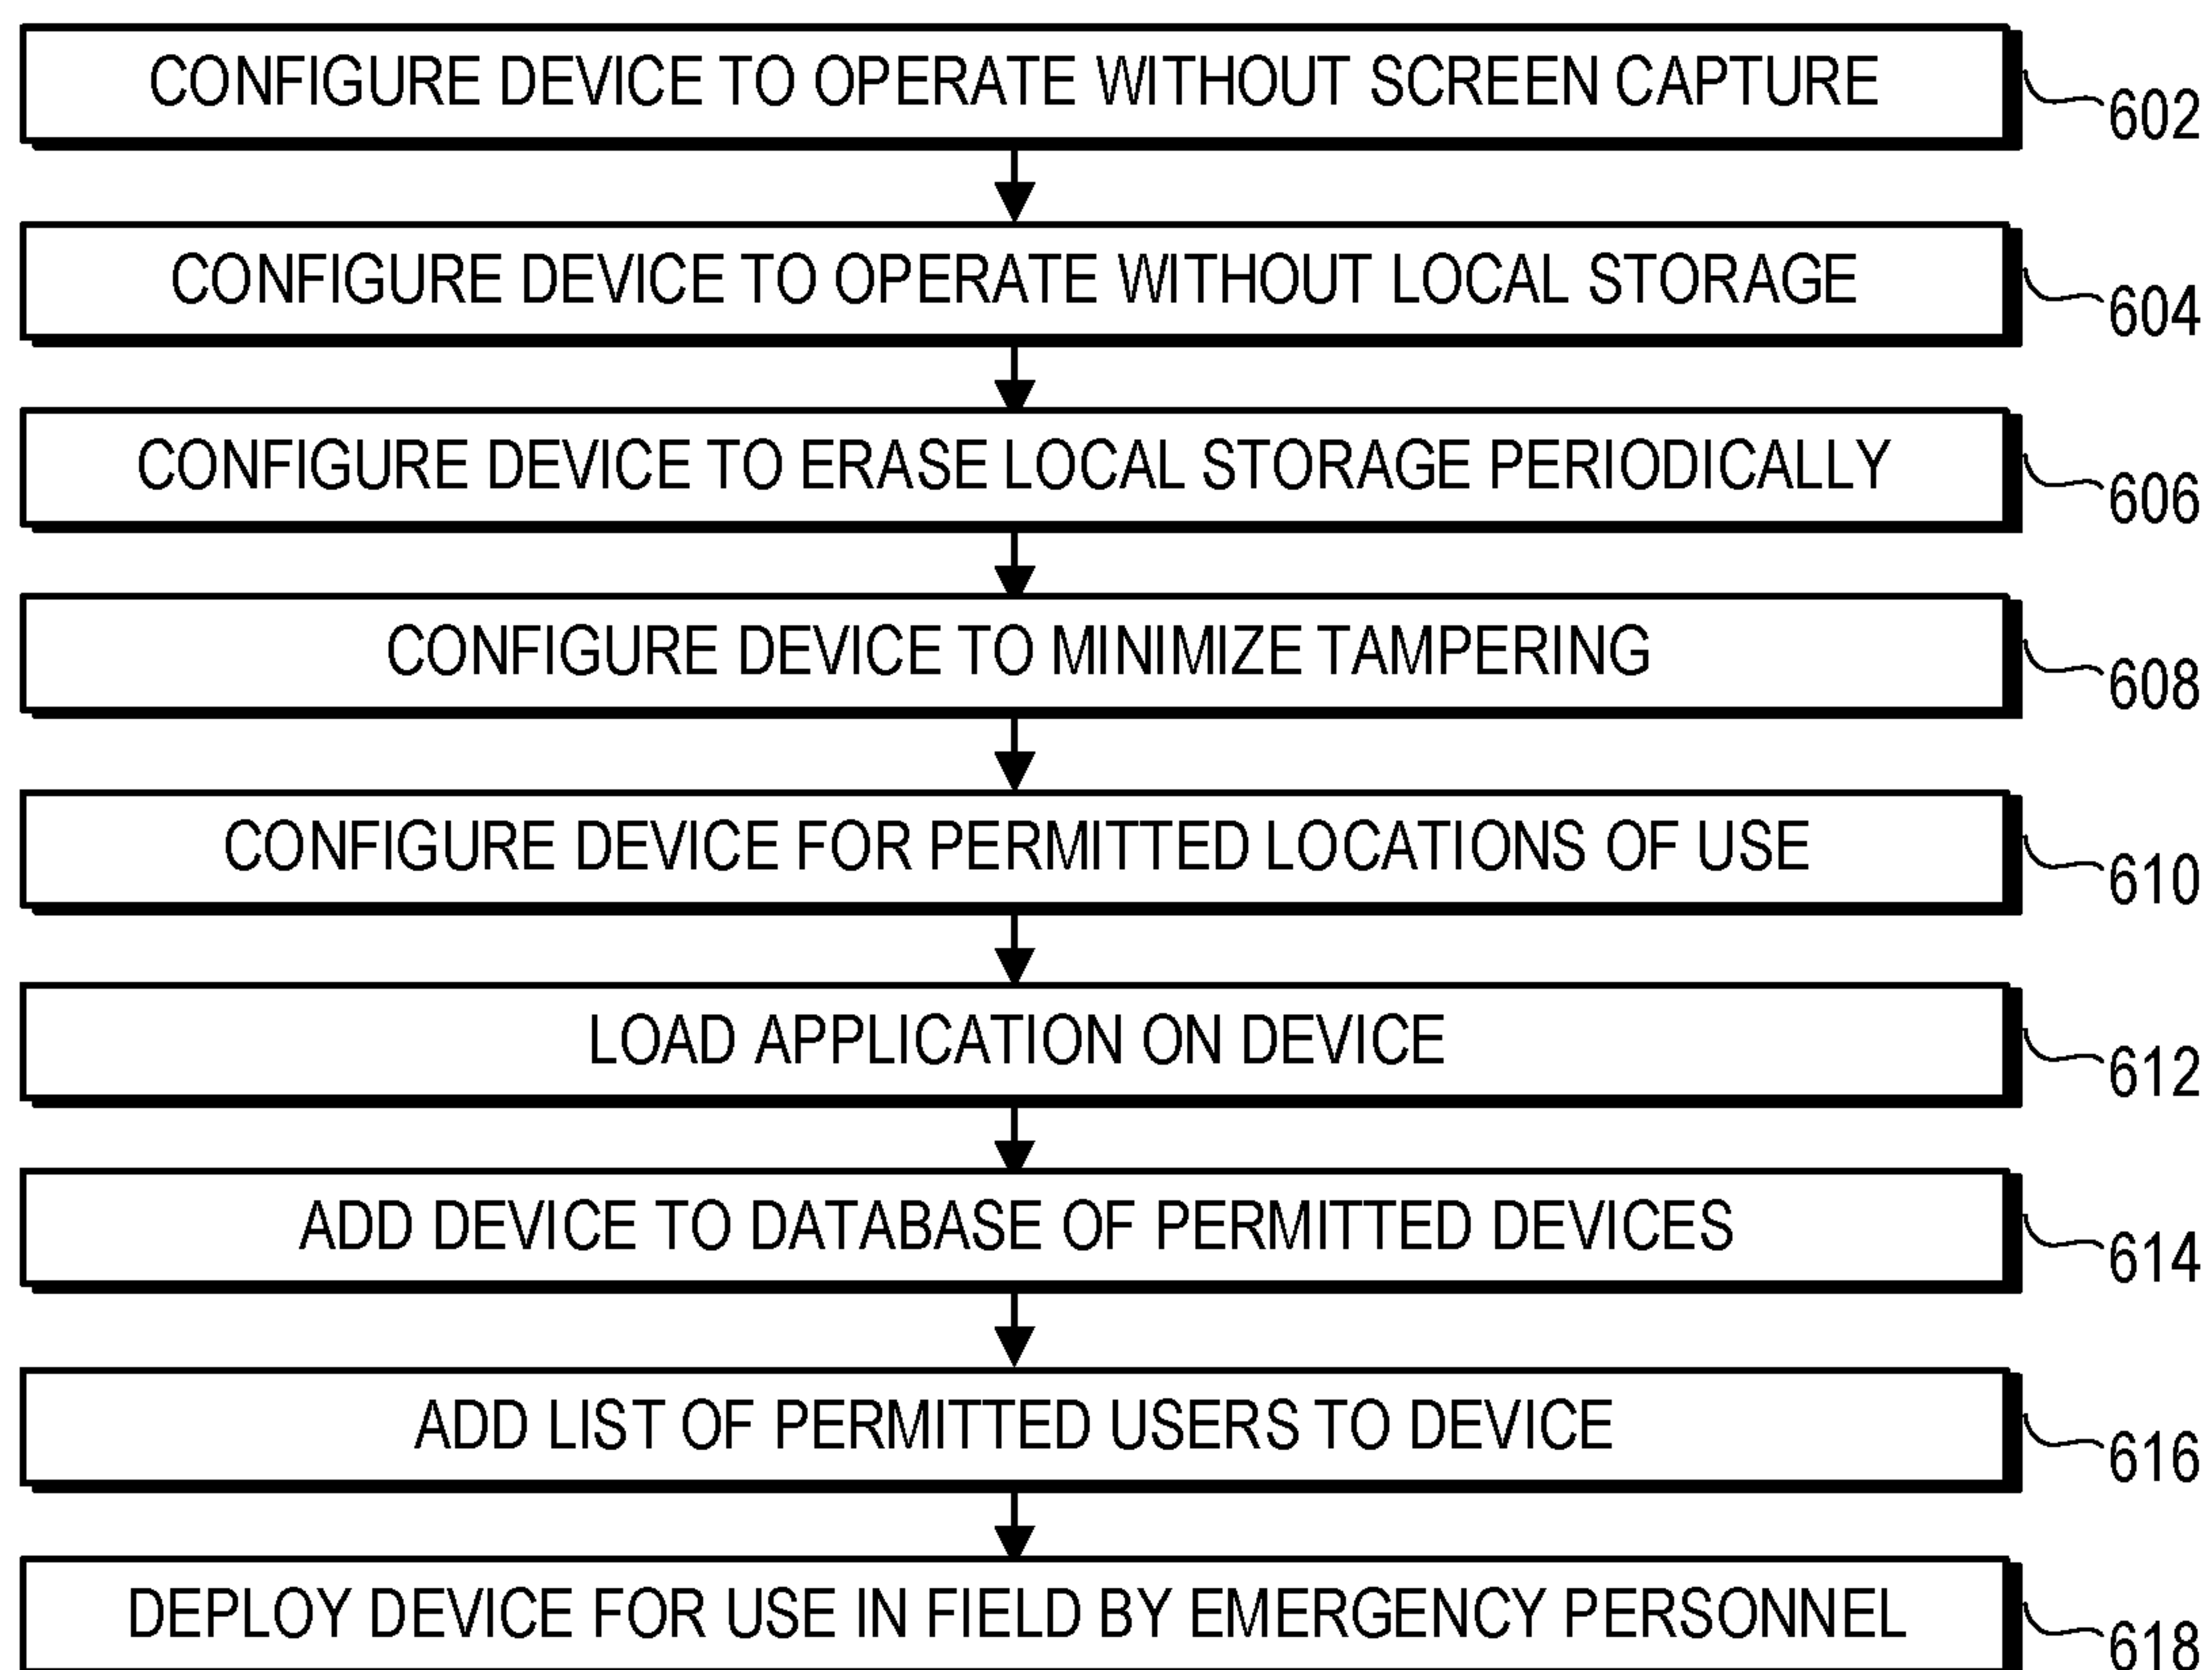 CONFIGURE DEVICE TO OPERATE WITHOUT SCREEN CAPTURE 602
CONFIGURE DEVICE TO OPERATE WITHOUT LOCAL STORAGE 604
CONFIGURE DEVICE TO ERASE LOCAL STORAGE PERIODICALLY 606
CONFIGURE DEVICE TO MINIMIZE TAMPERING 608
CONFIGURE DEVICE FOR PERMITTED LOCATIONS OF USE 610
LOAD APPLICATION ON DEVICE 612
ADD DEVICE TO DATABASE OF PERMITTED DEVICES 614
ADD LIST OF PERMITTED USERS TO DEVICE 616
DEPLOY DEVICE FOR USE IN FIELD BY EMERGENCY PERSONNEL 618